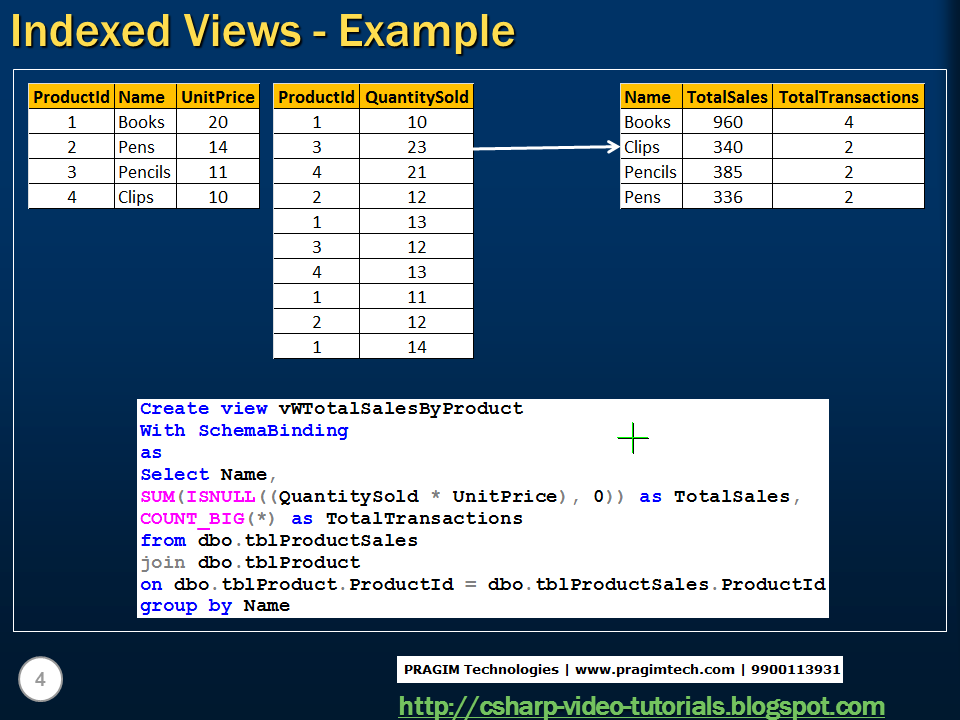 Indexed Views - Example
ProductId Name UnitPrice
1 Books 20
2 Pens 14
3 Pencils 11
4 Clips 10
ProductId QuantitySold
1 10
3 23
4 21
2 12
1 13
3 12
4 13
1 11
2 12
1 14
Name TotalSales TotalTransactions
Books 960 4
Clips 340 2
Pencils 385 2
Pens 336 2
Create view vWTotalSalesByProduct
With SchemaBinding
as
Select Name,
SUM(ISNULL((QuantitySold * UnitPrice), 0)) as TotalSales,
COUNT_BIG(*) as TotalTransactions
from dbo.tblProductSales
join dbo.tblProduct
on dbo.tblProduct.ProductId = dbo.tblProductSales.ProductId
group by Name
4
PRAGIM Technologies | www.pragimtech.com | 9900113931
http://csharp-video-tutorials.blogspot.com